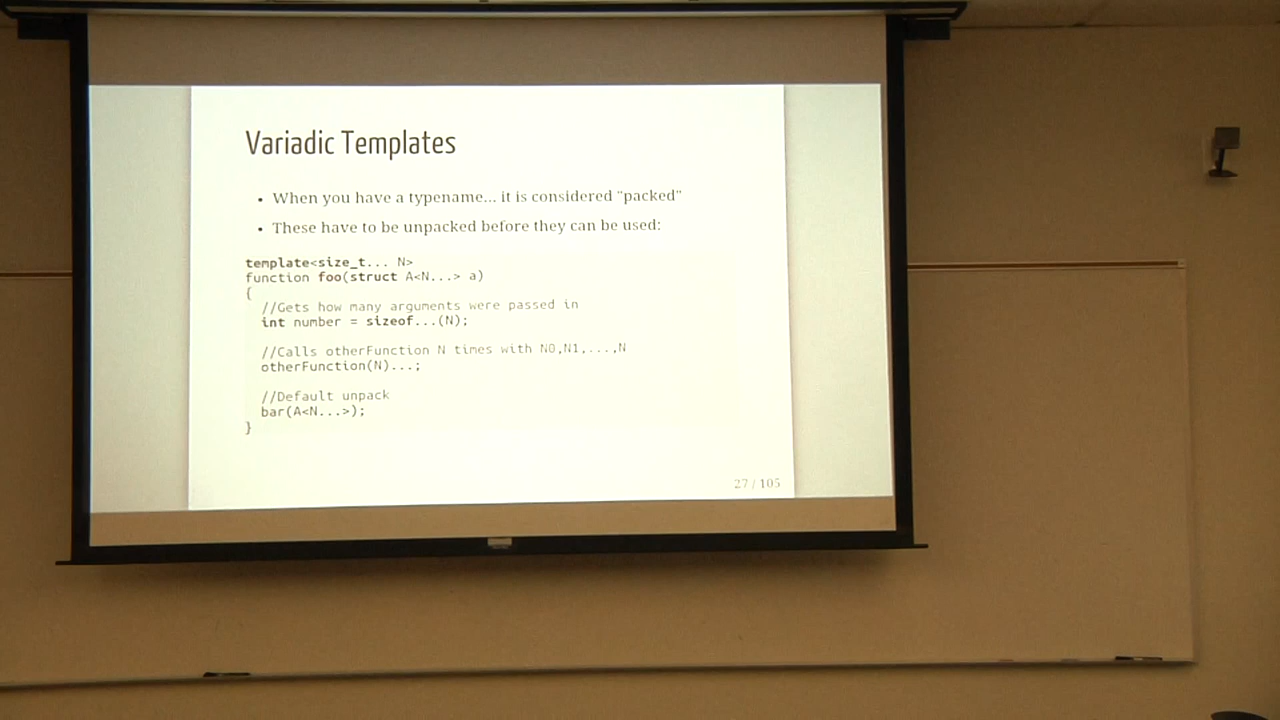 Variadic Templates
• When you have a typename... it is considered "packed"
• These have to be unpacked before they can be used:
template<size_t... N>
function foo(struct A<N...> a)
{
//Gets how many arguments were passed in
int number = sizeof...(N);
//Calls otherFunction N times with N0,N1,...,N
otherFunction(N)...;
//Default unpack
bar(A<N...>);
}
27 / 105